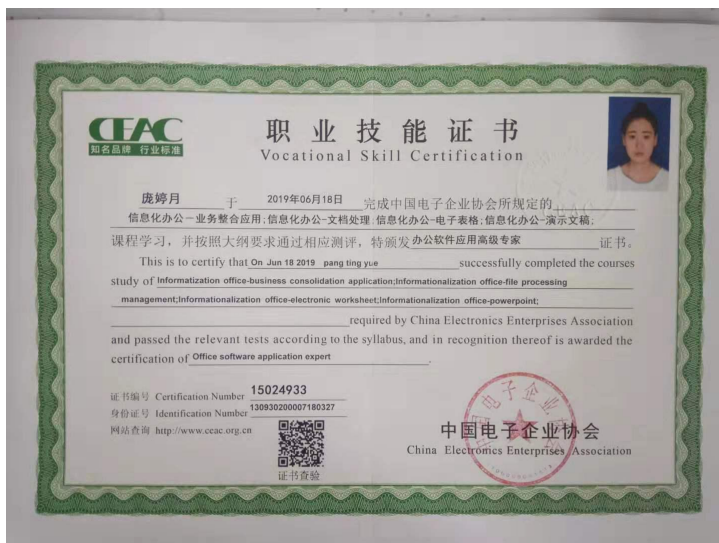 CEAC
知名品牌 行业标准
职业技能证书
Vocational Skill Certification
庞婷月 于 2019年06月18日 完成中国电子企业协会所规定的
信息化办公－业务整合应用;信息化办公-文档处理;信息化办公-电子表格;信息化办公-演示文稿;
课程学习，并按照大纲要求通过相应测评，特颁发 办公软件应用高级专家 证书。
This is to certify that On Jun 18 2019 pang ting yue successfully completed the courses
study of Informatization office-business consolidation application;Informationalization office-file processing
management;Informationalization office-electronic worksheet;Informationalization office-powerpoint;
required by China Electronics Enterprises Association
and passed the relevant tests according to the syllabus, and in recognition thereof is awarded the
certification of Office software application expert.
证书编号 Certification Number 15024933
身份证号 Identification Number 130930200007180327
网站查询 http://www.ceac.org.cn
证书查验
中国电子企业协会
中国电子企业协会
China Electronics Enterprises Association